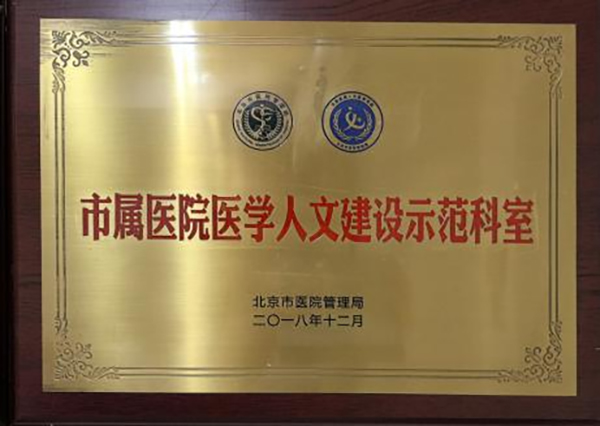 市属医院医学人文建设示范科室
北京市医院管理局
二〇一八年十二月